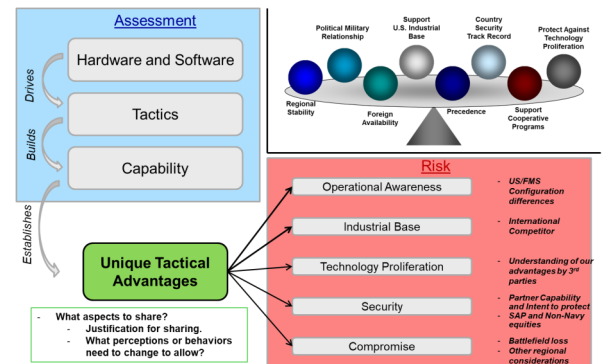 Assessment
Hardware and Software
Drives
Tactics
Builds
Capability
Establishes
Unique Tactical
Advantages
- What aspects to share?
- Justification for sharing.
- What perceptions or behaviors
need to change to allow?
Political Military
Relationship
Support
U.S. Industrial
Base
Country
Security
Track Record
Protect Against
Technology
Proliferation
Regional
Stability
Foreign
Availability
Precedence
Support
Cooperative
Programs
Risk
Operational Awareness
- US/FMS
Configuration
differences
Industrial Base
- International
Competitor
Technology Proliferation
- Understanding of our
advantages by 3rd
parties
Security
- Partner Capability
and Intent to protect
- SAP and Non-Navy
equities
Compromise
- Battlefield loss
- Other regional
considerations